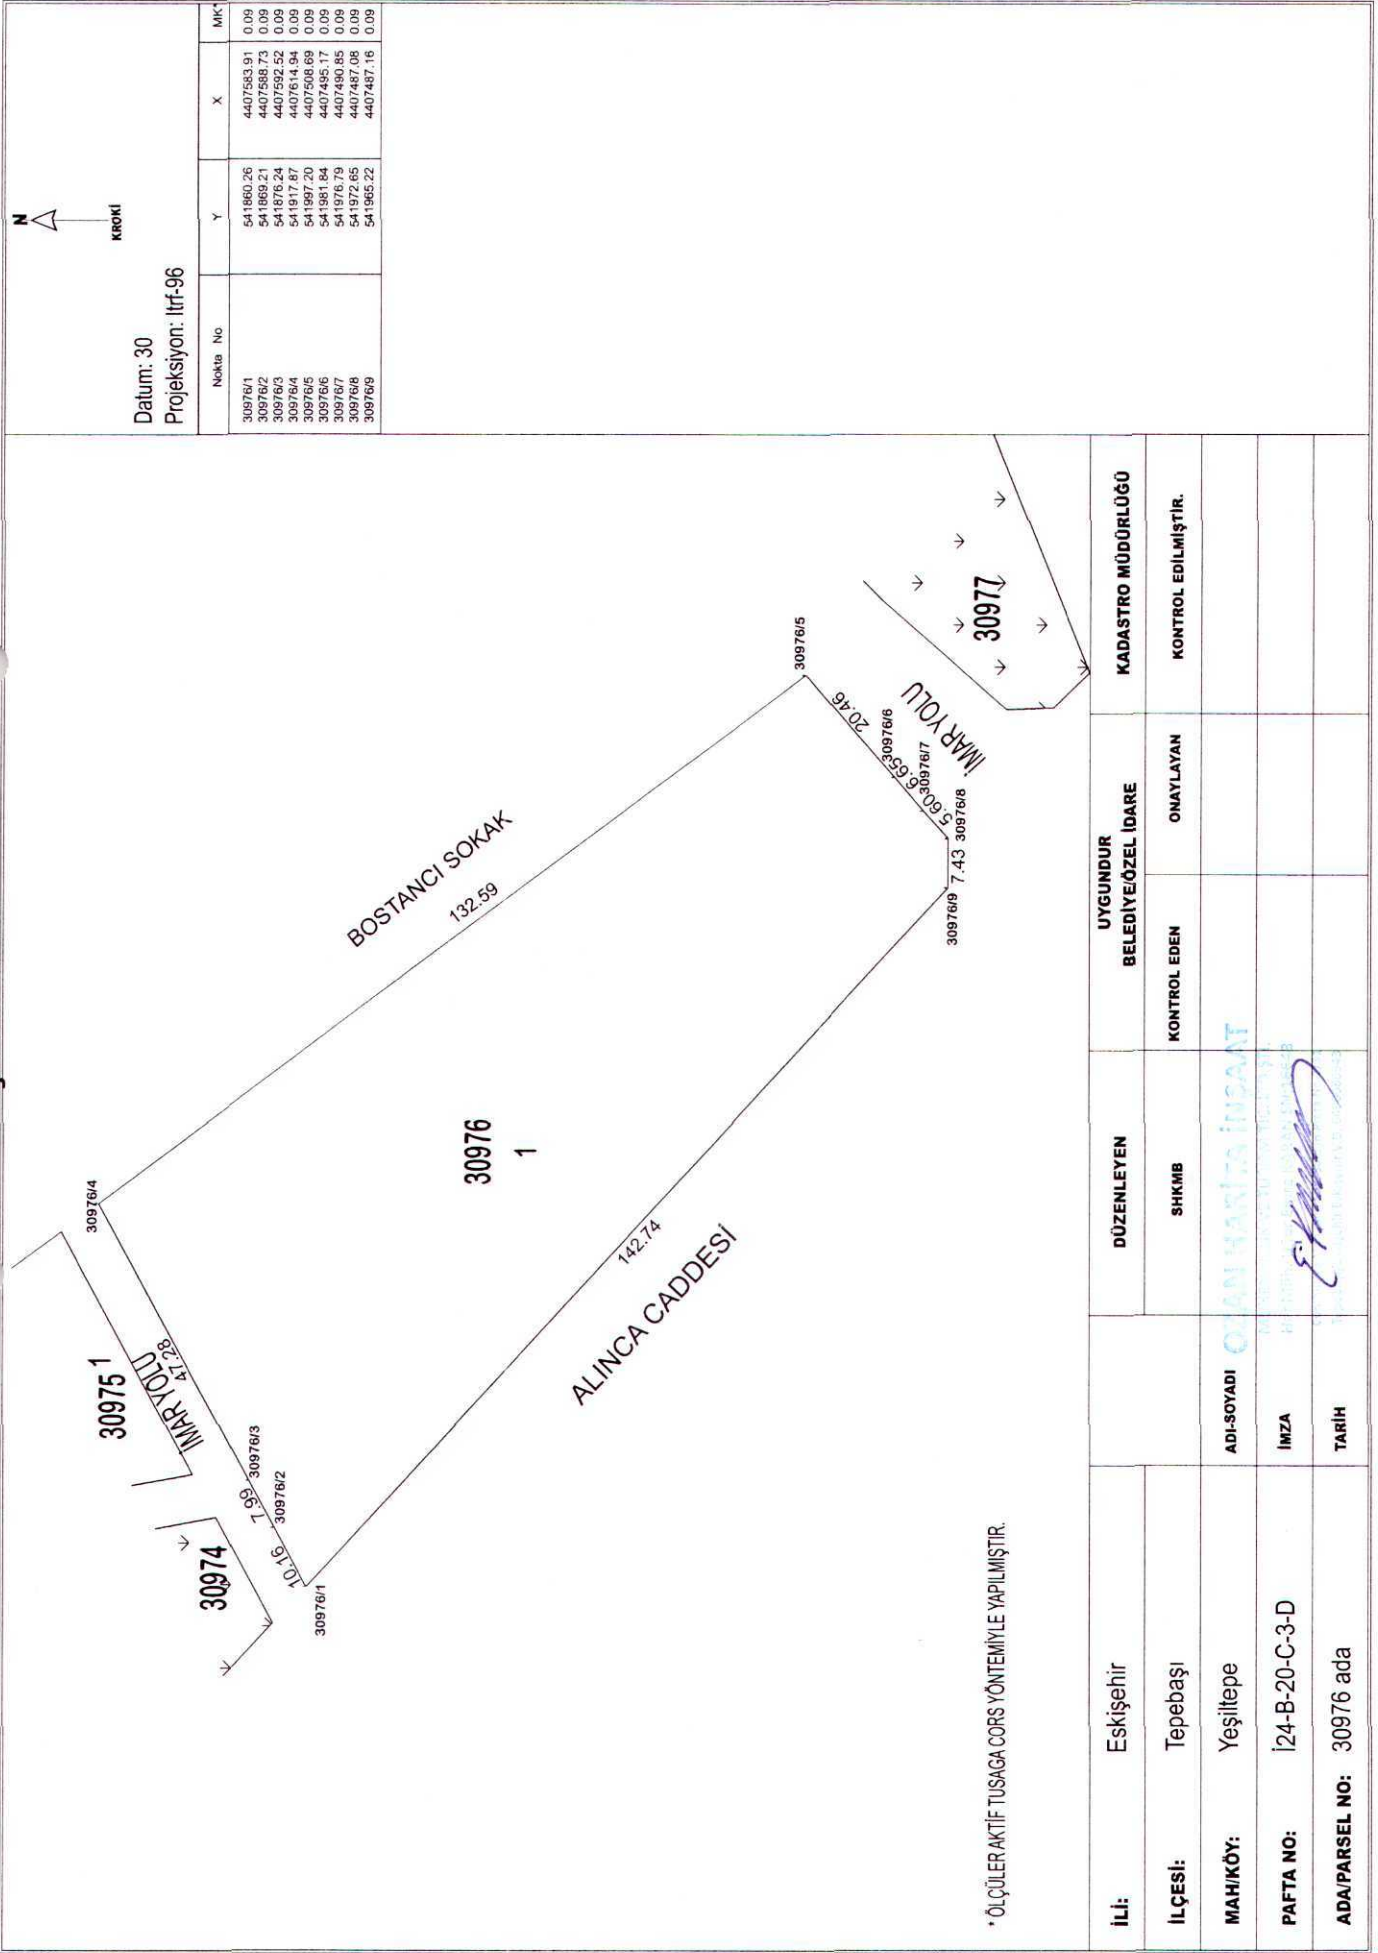 N
KROKİ
Datum: 30
Projeksiyon: Itrf-96
Nokta No Y X MK*
30976/1 541860.26 4407583.91 0.09
30976/2 541869.21 4407588.73 0.09
30976/3 541876.24 4407592.52 0.09
30976/4 541917.87 4407614.94 0.09
30976/5 541997.20 4407508.69 0.09
30976/6 541981.84 4407495.17 0.09
30976/7 541976.79 4407490.85 0.09
30976/8 541972.65 4407487.08 0.09
30976/9 541965.22 4407487.16 0.09
30975 1
İMAR YOLU
47.28
30976/4
30974
7.99
30976/3
30976/2
10.16
30976/1
BOSTANCI SOKAK
132.59
30976
1
142.74
ALINCA CADDESİ
30976/5
20.46
30976/6
6.65
30976/7
5.60
30976/8
7.43
30976/9
İMAR YOLU
30977
* ÖLÇÜLER AKTİF TUSAGA CORS YÖNTEMİYLE YAPILMIŞTIR.
İLİ: Eskişehir
İLÇESİ: Tepebaşı
MAH/KÖY: Yeşiltepe
PAFTA NO: İ24-B-20-C-3-D
ADA/PARSEL NO: 30976 ada
DÜZENLEYEN
UYGUNDUR
BELEDİYE/ÖZEL İDARE
KADASTRO MÜDÜRLÜĞÜ
SHKMB
KONTROL EDEN
ONAYLAYAN
KONTROL EDİLMİŞTİR.
ADI-SOYADI
İMZA
TARİH
OZAN HARİTA İNŞAAT